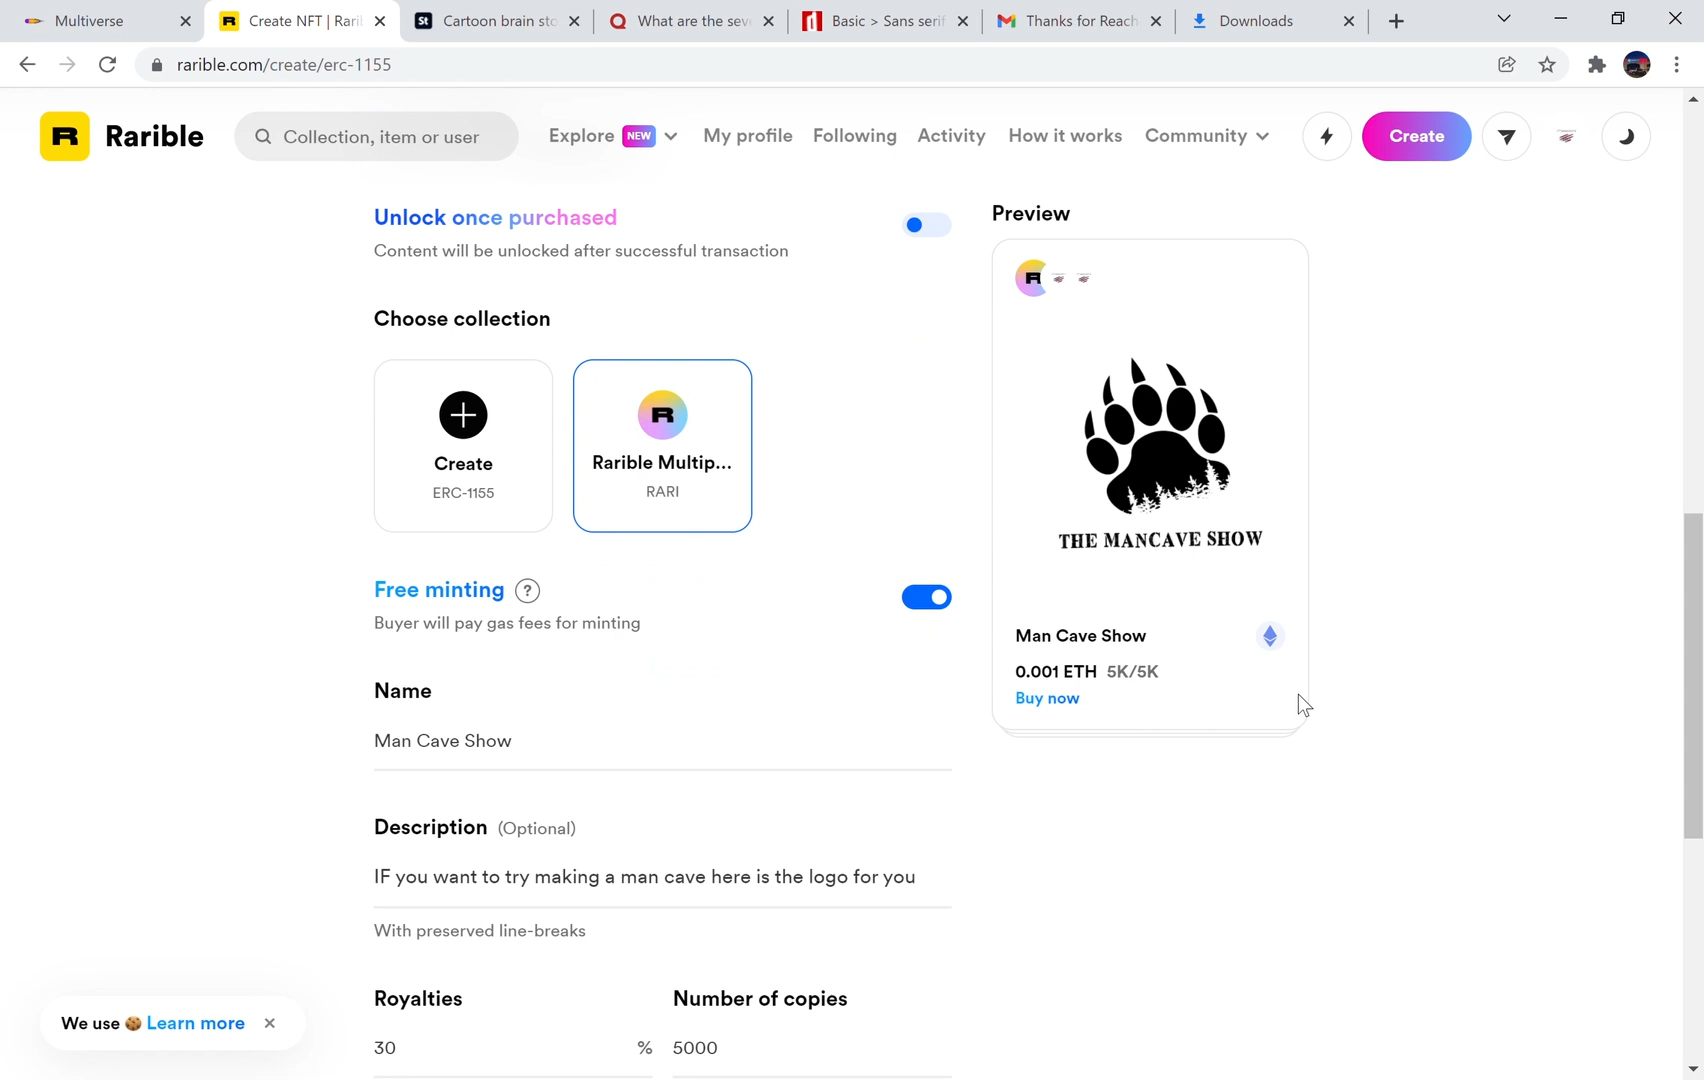 Multiverse
Create NFT | Rari
Cartoon brain sto
What are the sev
Basic > Sans serif
Thanks for Reach
Downloads
rarible.com/create/erc-1155
R
Rarible
Collection, item or user
Explore NEW
My profile
Following
Activity
How it works
Community
Create
Unlock once purchased
Content will be unlocked after successful transaction
Choose collection
Create
ERC-1155
R
Rarible Multip...
RARI
Free minting ?
Buyer will pay gas fees for minting
Name
Man Cave Show
Description (Optional)
IF you want to try making a man cave here is the logo for you
With preserved line-breaks
Royalties
30 %
Number of copies
5000
Preview
R
THE MANCAVE SHOW
Man Cave Show
0.001 ETH 5K/5K
Buy now
We use 🍪 Learn more